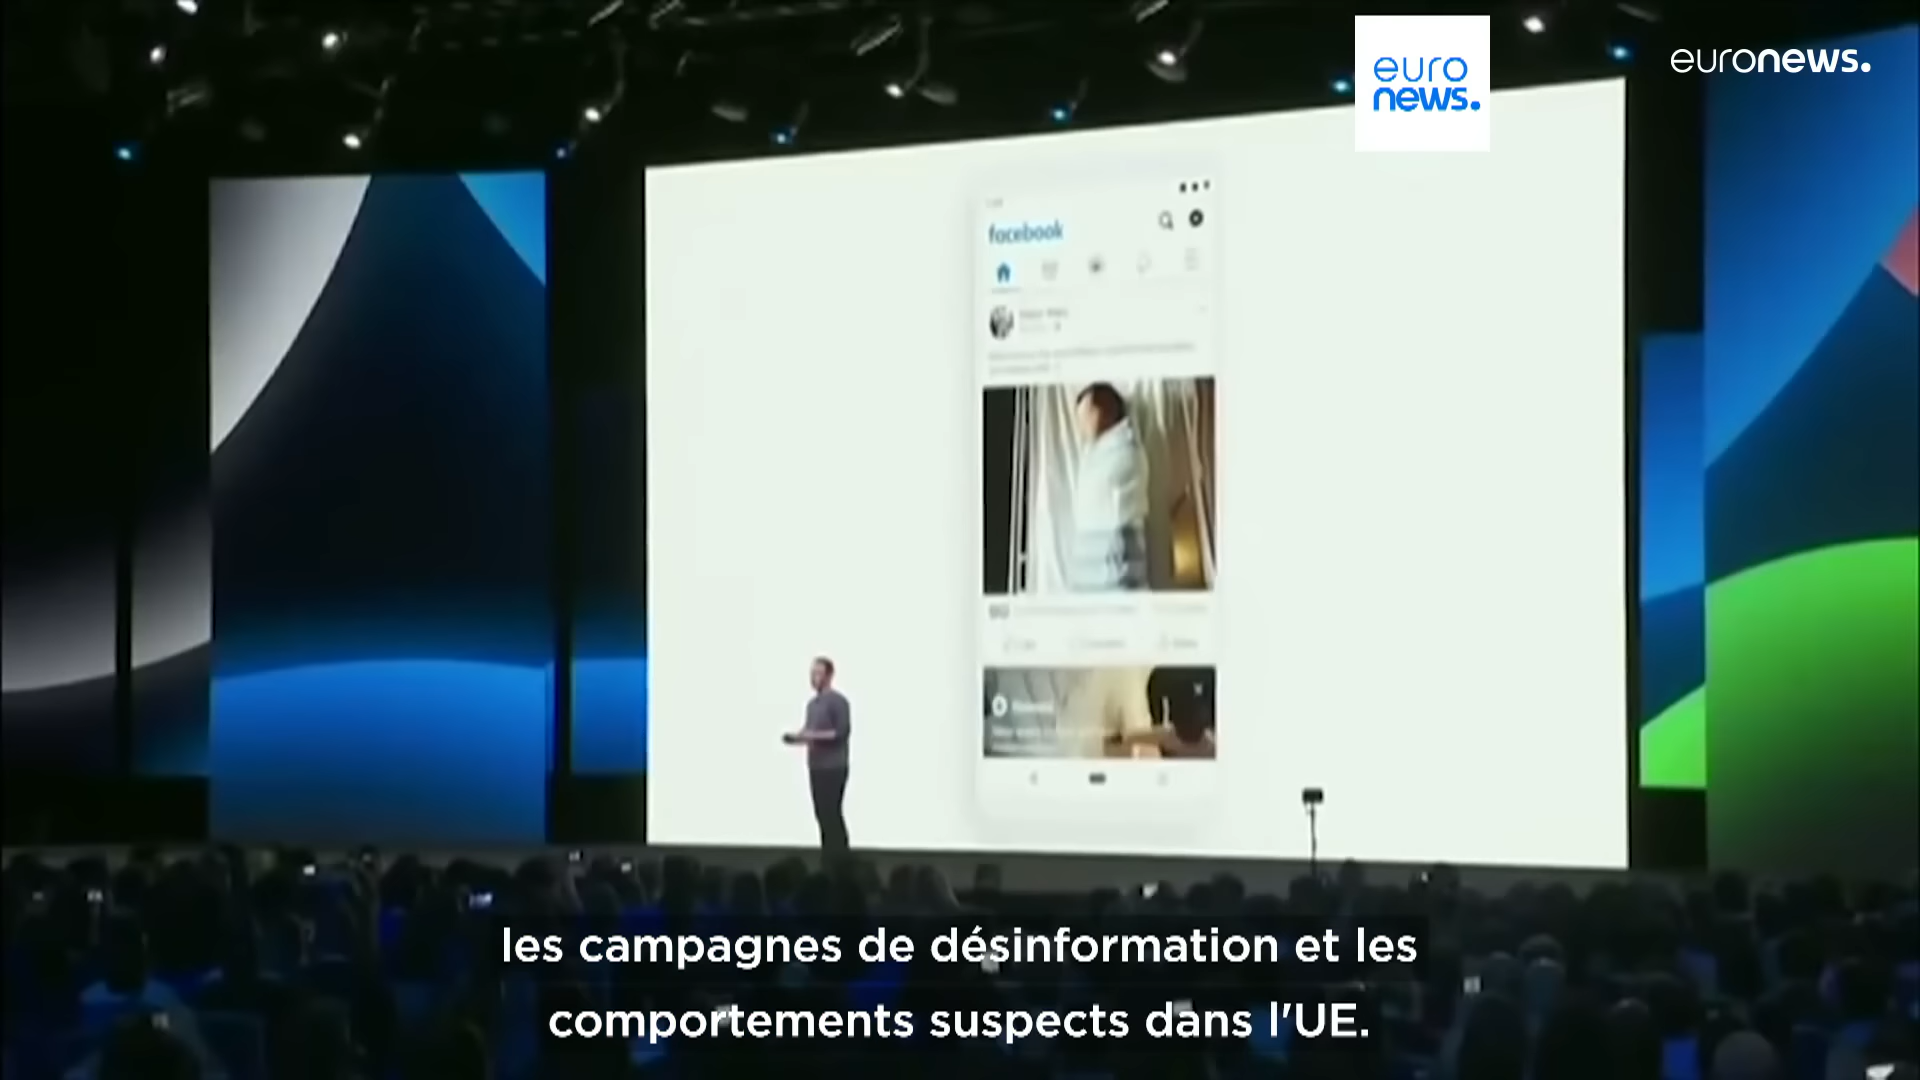 euro
news.
euronews.
facebook
les campagnes de désinformation et les
comportements suspects dans l'UE.